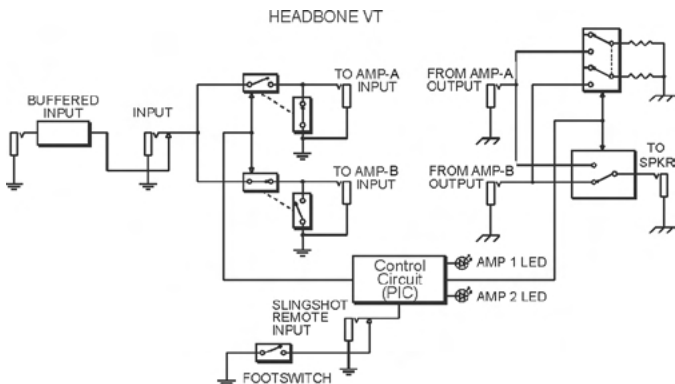 HEADBONE VT
BUFFERED
INPUT
INPUT
TO AMP-A
INPUT
TO AMP-B
INPUT
FROM AMP-A
OUTPUT
FROM AMP-B
OUTPUT
TO
SPKR
Control
Circuit
(PIC)
AMP 1 LED
AMP 2 LED
SLINGSHOT
REMOTE
INPUT
FOOTSWITCH